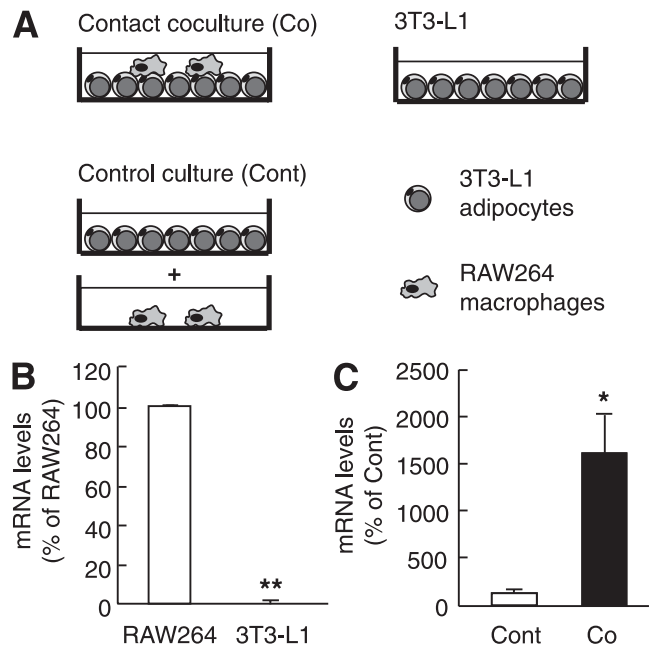 A
Contact coculture (Co)
3T3-L1
Control culture (Cont)
+
3T3-L1
adipocytes
RAW264
macrophages
B
mRNA levels
(% of RAW264)
120
100
80
60
40
20
0
**
RAW264
3T3-L1
C
mRNA levels
(% of Cont)
2500
2000
1500
1000
500
0
*
Cont
Co